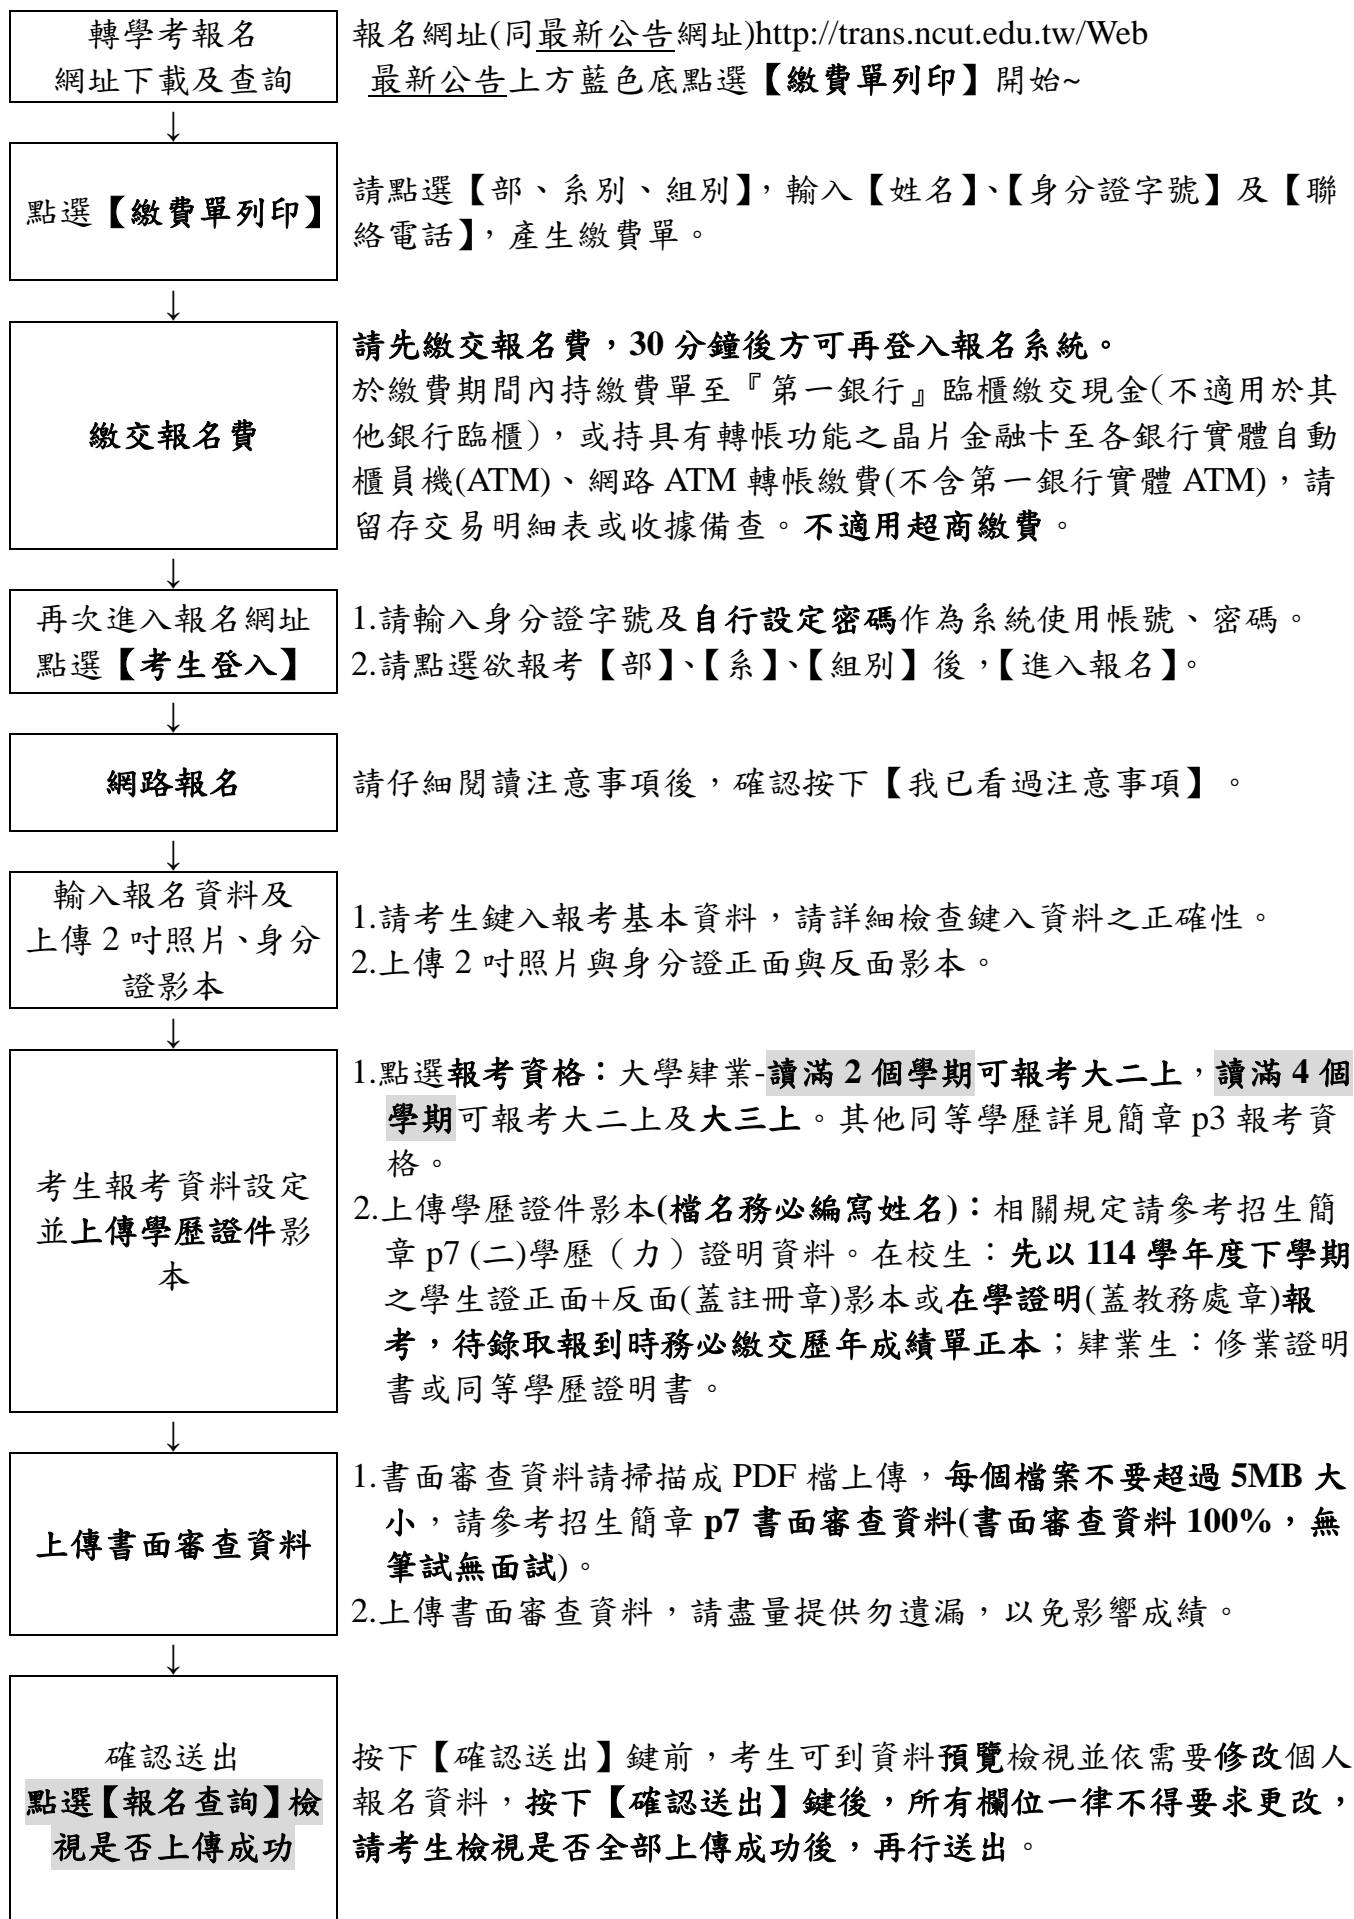 轉學考報名
網址下載及查詢
報名網址(同最新公告網址)http://trans.ncut.edu.tw/Web
最新公告上方藍色底點選【繳費單列印】開始~
↓
點選【繳費單列印】
請點選【部、系別、組別】，輸入【姓名】、【身分證字號】及【聯
絡電話】，產生繳費單。
↓
繳交報名費
請先繳交報名費，30 分鐘後方可再登入報名系統。
於繳費期間內持繳費單至『第一銀行』臨櫃繳交現金(不適用於其
他銀行臨櫃)，或持具有轉帳功能之晶片金融卡至各銀行實體自動
櫃員機(ATM)、網路 ATM 轉帳繳費(不含第一銀行實體 ATM)，請
留存交易明細表或收據備查。不適用超商繳費。
↓
再次進入報名網址
點選【考生登入】
1.請輸入身分證字號及自行設定密碼作為系統使用帳號、密碼。
2.請點選欲報考【部】、【系】、【組別】後，【進入報名】。
↓
網路報名
請仔細閱讀注意事項後，確認按下【我已看過注意事項】。
↓
輸入報名資料及
上傳 2 吋照片、身分
證影本
1.請考生鍵入報考基本資料，請詳細檢查鍵入資料之正確性。
2.上傳 2 吋照片與身分證正面與反面影本。
↓
考生報考資料設定
並上傳學歷證件影
本
1.點選報考資格：大學肄業-讀滿 2 個學期可報考大二上，讀滿 4 個
學期可報考大二上及大三上。其他同等學歷詳見簡章 p3 報考資
格。
2.上傳學歷證件影本(檔名務必編寫姓名)：相關規定請參考招生簡
章 p7 (二)學歷（力）證明資料。在校生：先以 114 學年度下學期
之學生證正面+反面(蓋註冊章)影本或在學證明(蓋教務處章)報
考，待錄取報到時務必繳交歷年成績單正本；肄業生：修業證明
書或同等學歷證明書。
↓
上傳書面審查資料
1.書面審查資料請掃描成 PDF 檔上傳，每個檔案不要超過 5MB 大
小，請參考招生簡章 p7 書面審查資料(書面審查資料 100%，無
筆試無面試)。
2.上傳書面審查資料，請盡量提供勿遺漏，以免影響成績。
↓
確認送出
點選【報名查詢】檢
視是否上傳成功
按下【確認送出】鍵前，考生可到資料預覽檢視並依需要修改個人
報名資料，按下【確認送出】鍵後，所有欄位一律不得要求更改，
請考生檢視是否全部上傳成功後，再行送出。